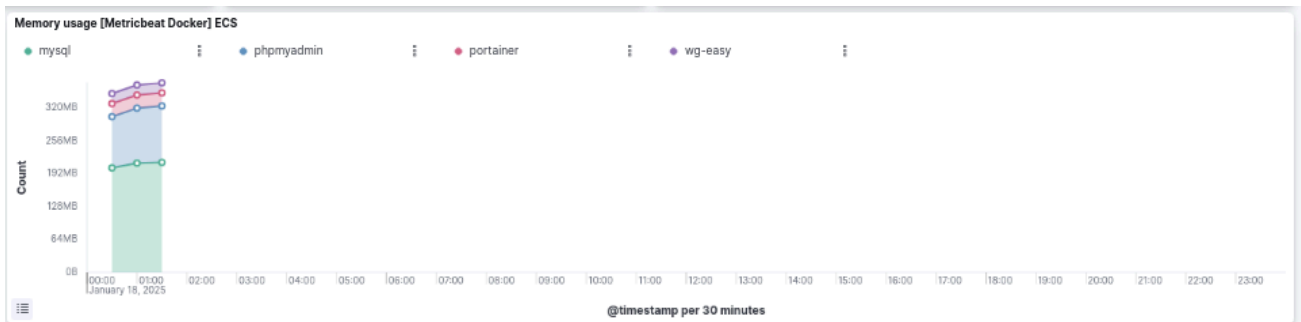 Memory usage [Metricbeat Docker] ECS
mysql phpmyadmin portainer wg-easy
320MB
256MB
192MB
128MB
64MB
0B
Count
00:00 01:00 02:00 03:00 04:00 05:00 06:00 07:00 08:00 09:00 10:00 11:00 12:00 13:00 14:00 15:00 16:00 17:00 18:00 19:00 20:00 21:00 22:00 23:00
January 18, 2025
@timestamp per 30 minutes